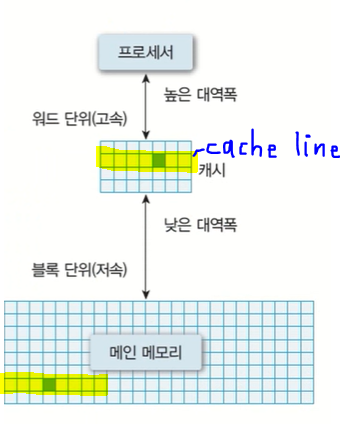 프로세서
높은 대역폭
워드 단위(고속)
cache line
캐시
낮은 대역폭
블록 단위(저속)
메인 메모리